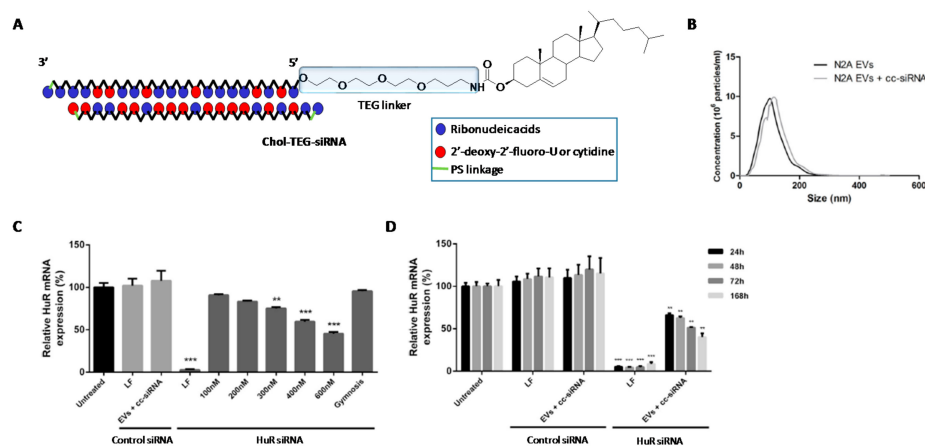 A
3’
5’
O
O
O
O
NH
O
O
TEG linker
Chol-TEG-siRNA
Ribonucleicacids
2’-deoxy-2’-fluoro-U or cytidine
PS linkage
B
N2A EVs
N2A EVs + cc-siRNA
Concentration (10⁶ particles/ml)
15
10
5
0
0
200
400
600
Size (nm)
C
Relative HuR mRNA
expression (%)
150
100
50
0
***
**
***
***
Untreated
LF
EVs + cc-siRNA
LF
100nM
200nM
300nM
400nM
600nM
Gymnosis
Control siRNA
HuR siRNA
D
Relative HuR mRNA
expression (%)
150
100
50
0
24h
48h
72h
168h
*** *** *** ***
** ** ** **
Untreated
LF
EVs + cc-siRNA
LF
EVs + cc-siRNA
Control siRNA
HuR siRNA